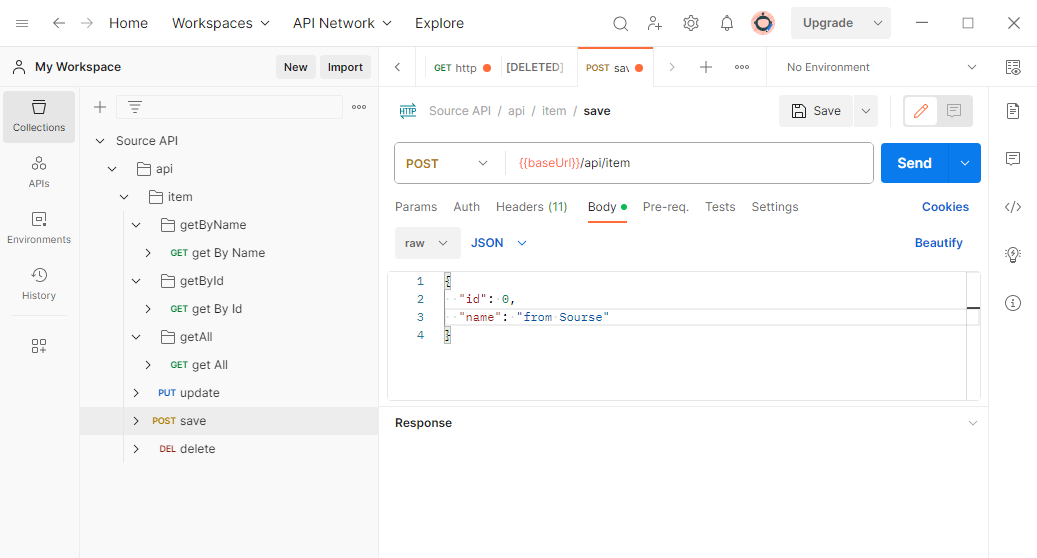 Home Workspaces API Network Explore Upgrade
My Workspace New Import
GET http [DELETED] POST sav No Environment
Collections
APIs
Environments
History
Source API
api
item
getByName
GET get By Name
getById
GET get By Id
getAll
GET get All
PUT update
POST save
DEL delete
HTTP Source API / api / item / save Save
POST {{baseUrl}}/api/item Send
Params Auth Headers (11) Body Pre-req. Tests Settings Cookies
raw JSON Beautify
1 {
2 "id": 0,
3 "name": "from Sourse"
4 }
Response